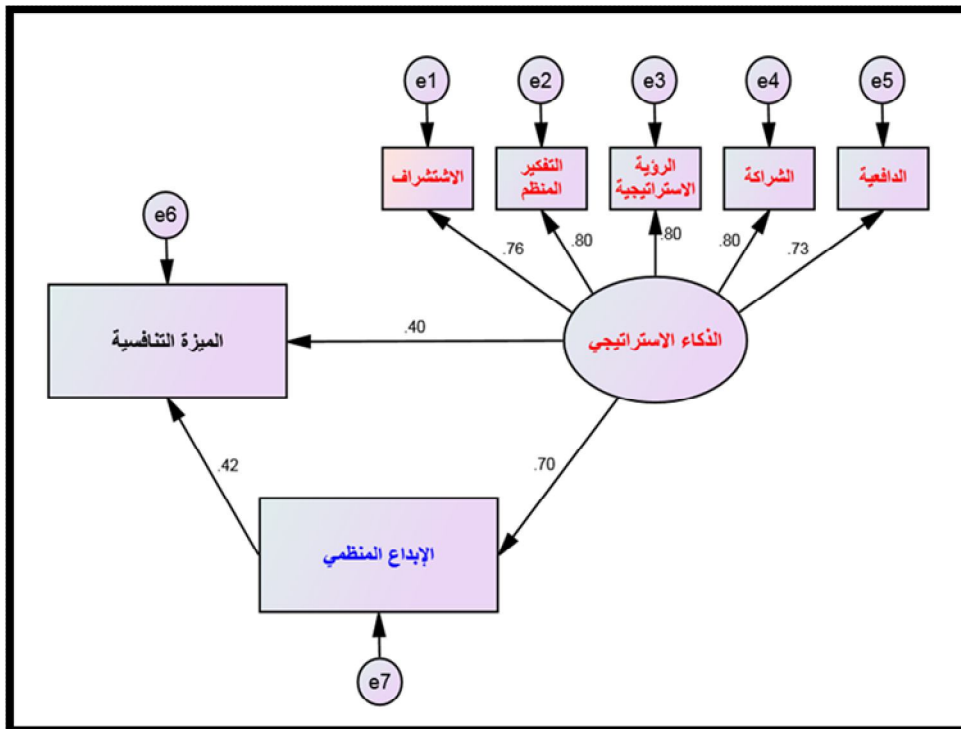 e1
e2
e3
e4
e5
الاشتشراف
التفكير
المنظم
الرؤية
الاستراتيجية
الشراكة
الدافعية
e6
.76
.80
.80
.80
.73
الميزة التنافسية
.40
الذكاء الاستراتيجي
.42
.70
الإبداع المنظمي
e7